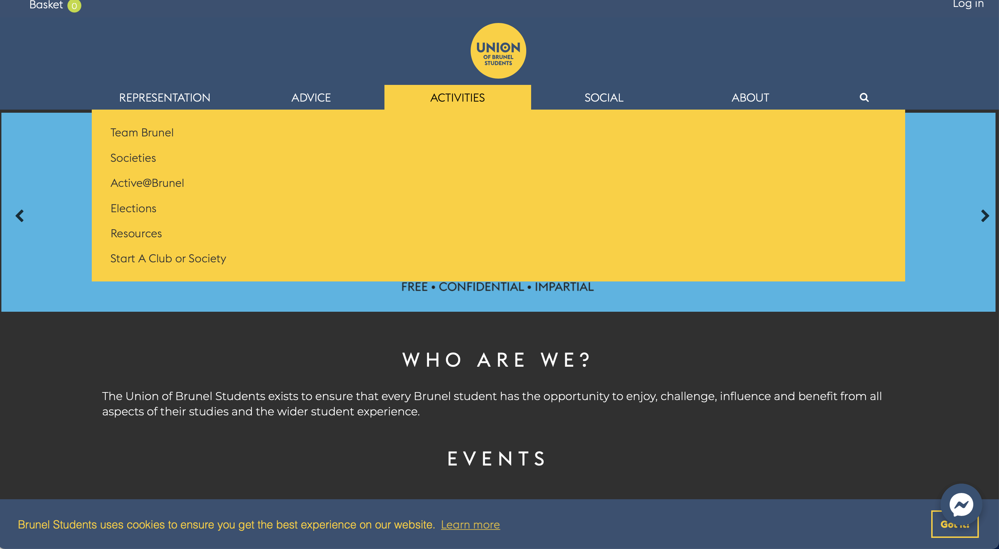 Basket 0
Log in
UNION
OF BRUNEL
STUDENTS
REPRESENTATION ADVICE ACTIVITIES SOCIAL ABOUT
Team Brunel
Societies
Active@Brunel
Elections
Resources
Start A Club or Society
FREE • CONFIDENTIAL • IMPARTIAL
WHO ARE WE?
The Union of Brunel Students exists to ensure that every Brunel student has the opportunity to enjoy, challenge, influence and benefit from all
aspects of their studies and the wider student experience.
EVENTS
Brunel Students uses cookies to ensure you get the best experience on our website. Learn more
Got it!